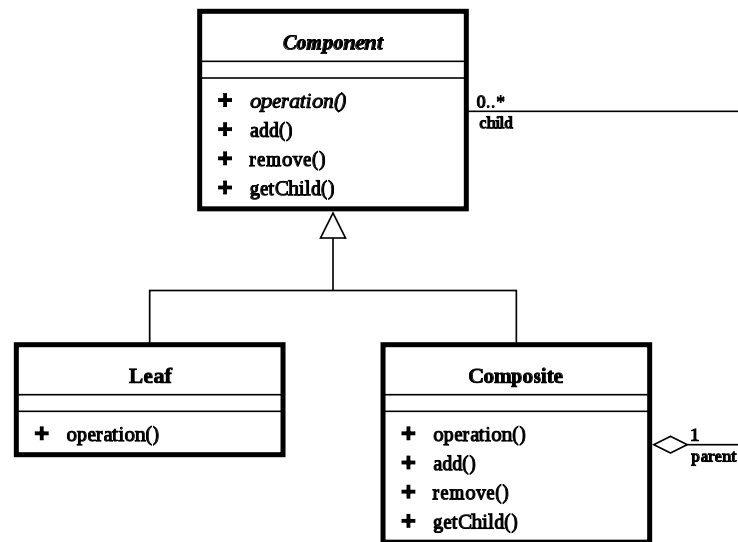 Component
+ operation()
+ add()
+ remove()
+ getChild()
0..*
child
Leaf
+ operation()
Composite
+ operation()
+ add()
+ remove()
+ getChild()
1
parent